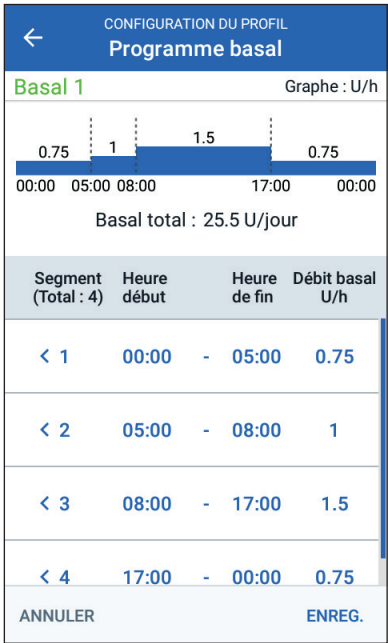 CONFIGURATION DU PROFIL
Programme basal
Basal 1 Graphe : U/h
0.75 1 1.5 0.75
00:00 05:00 08:00 17:00 00:00
Basal total : 25.5 U/jour
Segment Heure Heure Débit basal
(Total : 4) début de fin U/h
< 1 00:00 - 05:00 0.75
< 2 05:00 - 08:00 1
< 3 08:00 - 17:00 1.5
< 4 17:00 - 00:00 0.75
ANNULER ENREG.